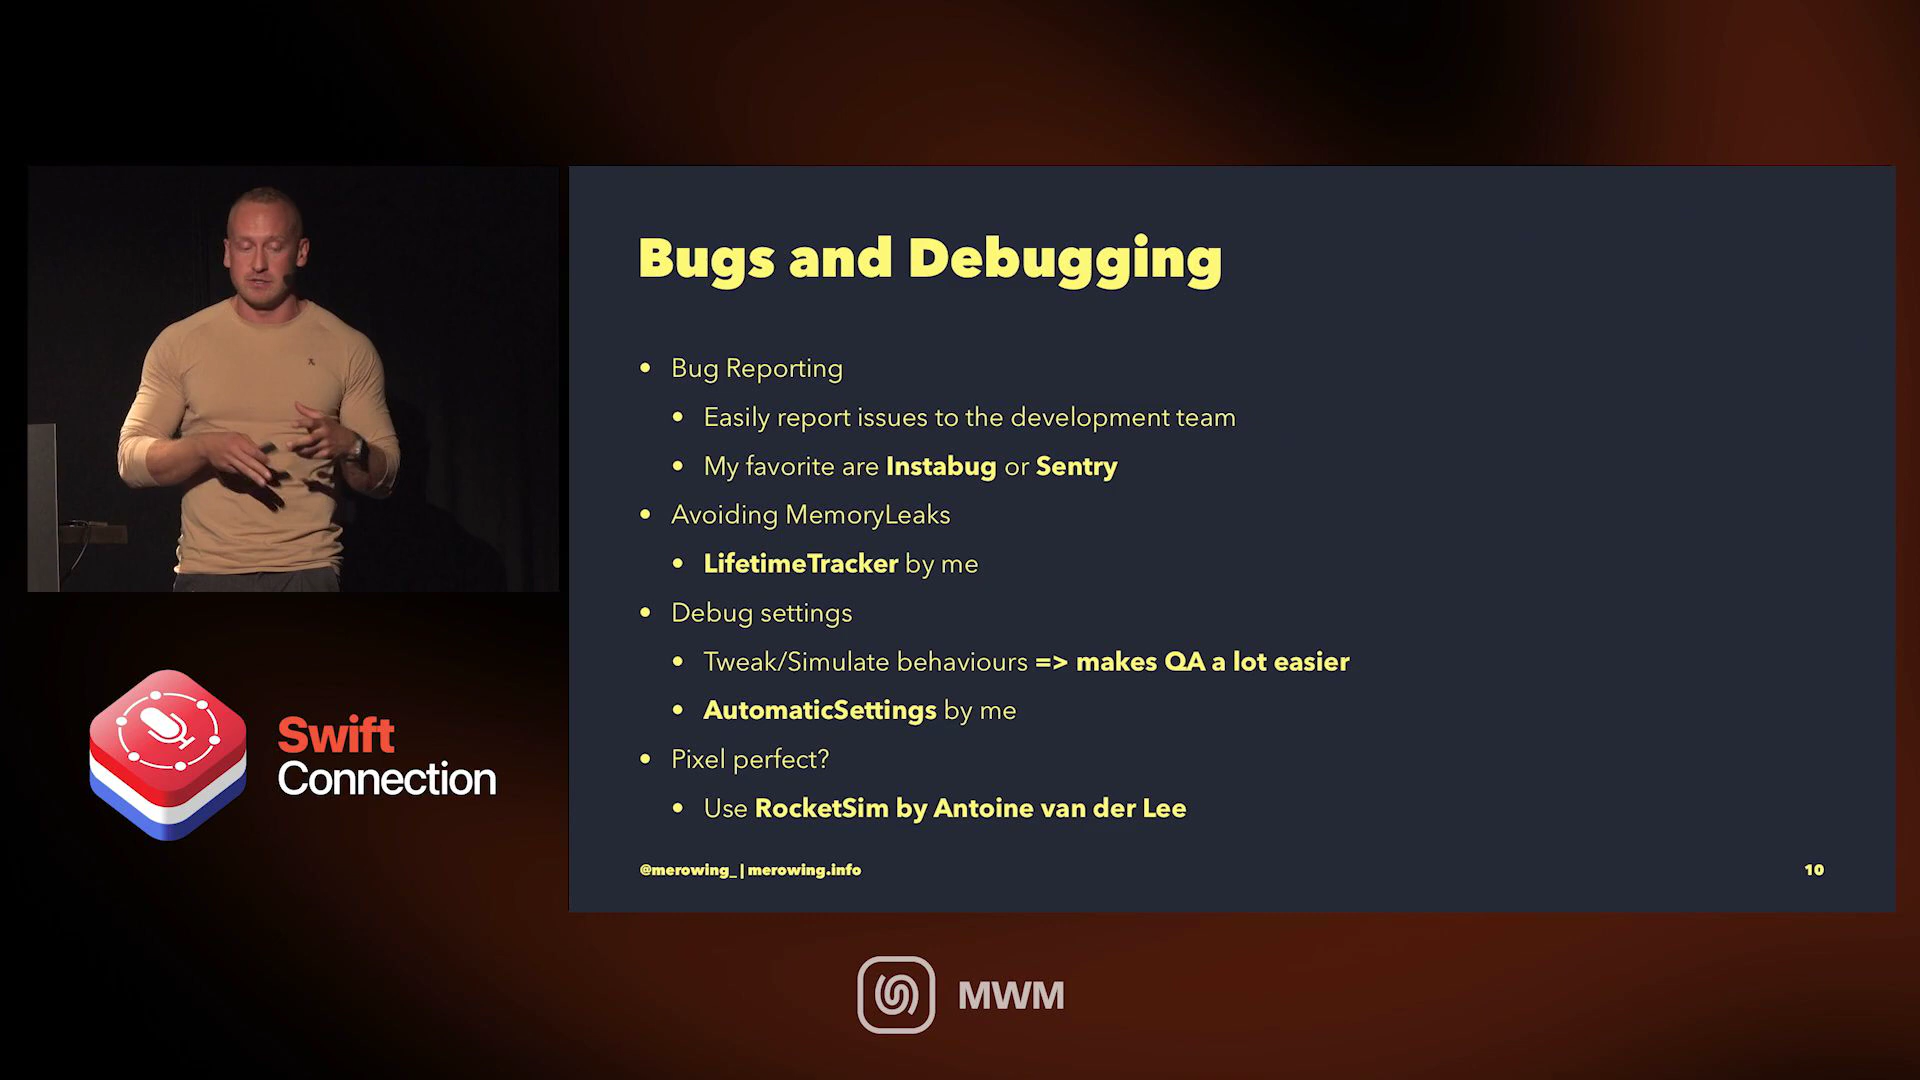 Bugs and Debugging
• Bug Reporting
• Easily report issues to the development team
• My favorite are Instabug or Sentry
• Avoiding MemoryLeaks
• LifetimeTracker by me
• Debug settings
• Tweak/Simulate behaviours => makes QA a lot easier
• AutomaticSettings by me
• Pixel perfect?
• Use RocketSim by Antoine van der Lee
@merowing_ | merowing.info
10
Swift
Connection
MWM